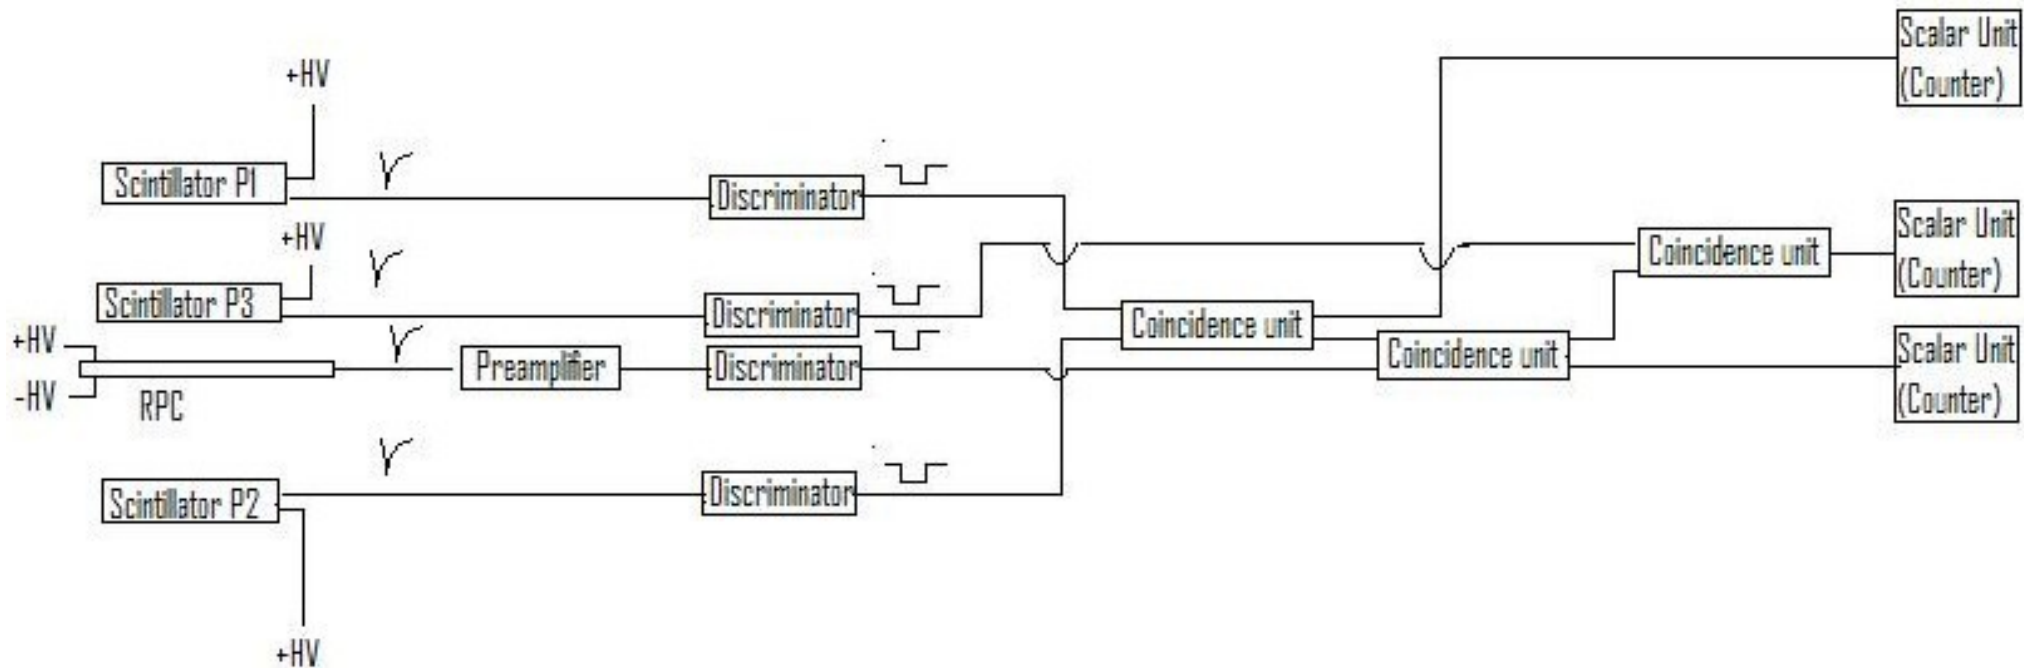 Scalar Unit
(Counter)
+HV
Scintillator P1
Discriminator
+HV
Scintillator P3
Discriminator
Coincidence unit
Scalar Unit
(Counter)
+HV
-HV
RPC
Preamplifier
Discriminator
Coincidence unit
Coincidence unit
Scalar Unit
(Counter)
Scintillator P2
Discriminator
+HV